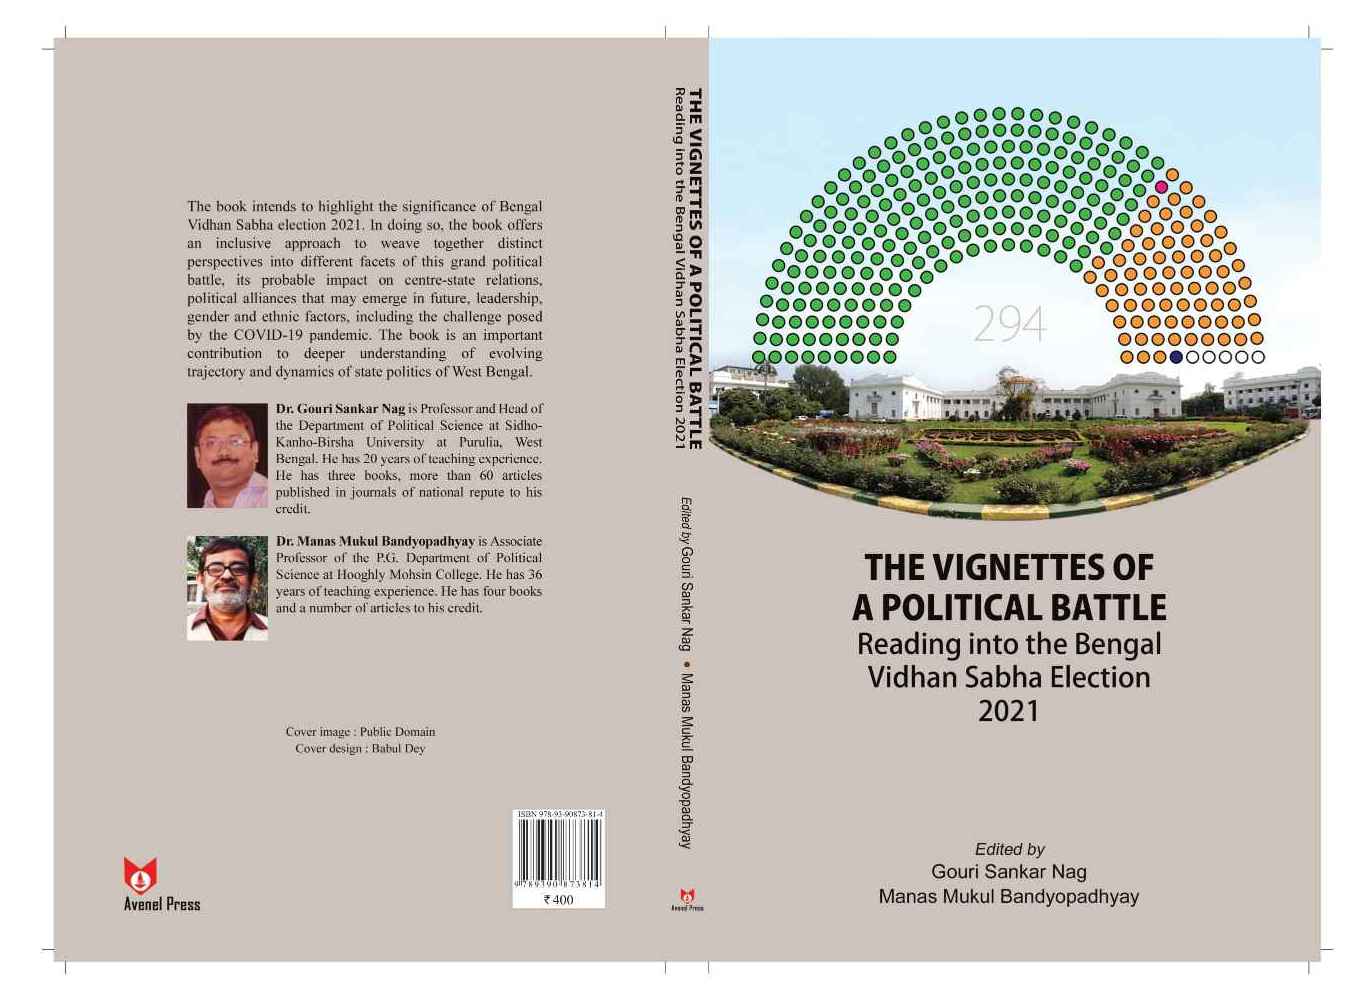 The book intends to highlight the significance of Bengal
Vidhan Sabha election 2021. In doing so, the book offers
an inclusive approach to weave together distinct
perspectives into different facets of this grand political
battle, its probable impact on centre-state relations,
political alliances that may emerge in future, leadership,
gender and ethnic factors, including the challenge posed
by the COVID-19 pandemic. The book is an important
contribution to deeper understanding of evolving
trajectory and dynamics of state politics of West Bengal.
Dr. Gouri Sankar Nag is Professor and Head of
the Department of Political Science at Sidho-
Kanho-Birsha University at Purulia, West
Bengal. He has 20 years of teaching experience.
He has three books, more than 60 articles
published in journals of national repute to his
credit.
Dr. Manas Mukul Bandyopadhyay is Associate
Professor of the P.G. Department of Political
Science at Hooghly Mohsin College. He has 36
years of teaching experience. He has four books
and a number of articles to his credit.
Cover image : Public Domain
Cover design : Babul Dey
Avenel Press
ISBN 978-93-90873-81-4
9 789390 873814
₹ 400
THE VIGNETTES OF A POLITICAL BATTLE
Reading into the Bengal Vidhan Sabha Election 2021
Edited by Gouri Sankar Nag • Manas Mukul Bandyopadhyay
Avenel Press
294
THE VIGNETTES OF
A POLITICAL BATTLE
Reading into the Bengal
Vidhan Sabha Election
2021
Edited by
Gouri Sankar Nag
Manas Mukul Bandyopadhyay